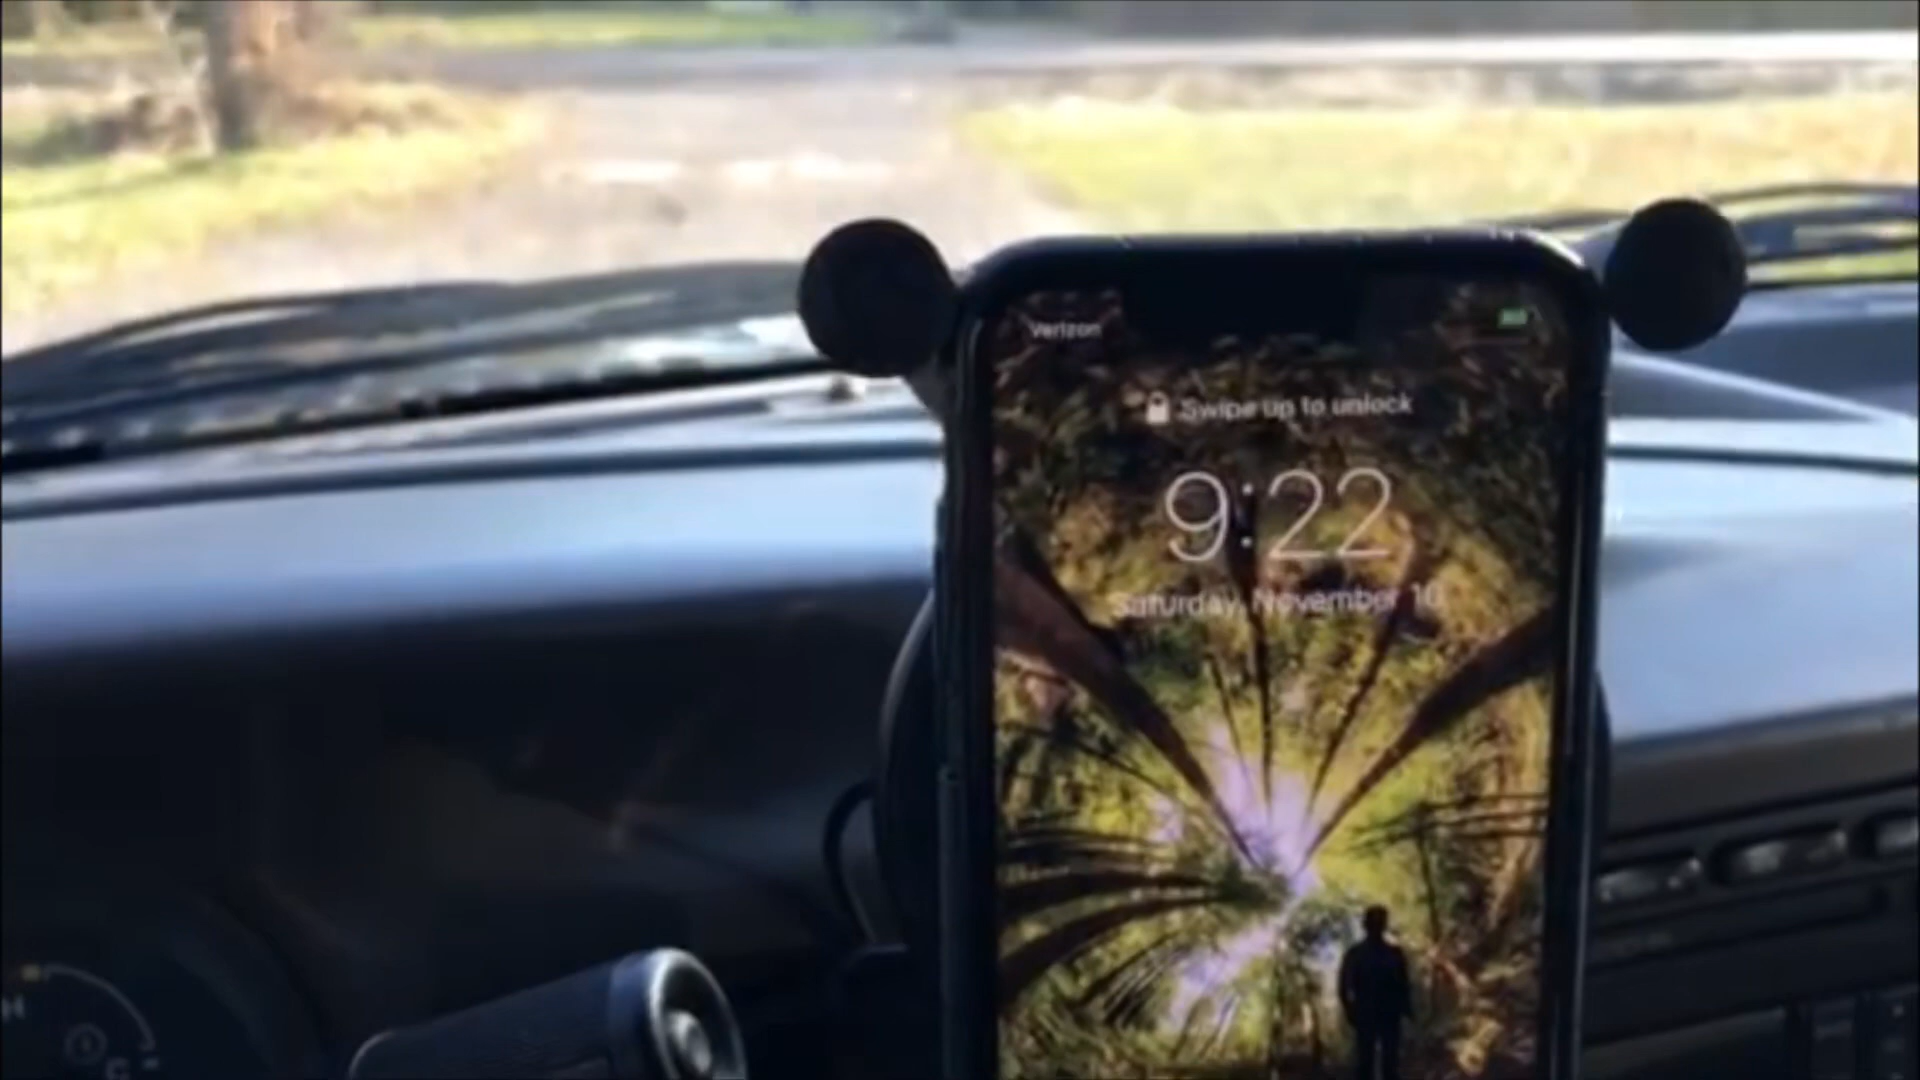 verizon
Swipe up to unlock
9:22
Saturday, November 10
H
C